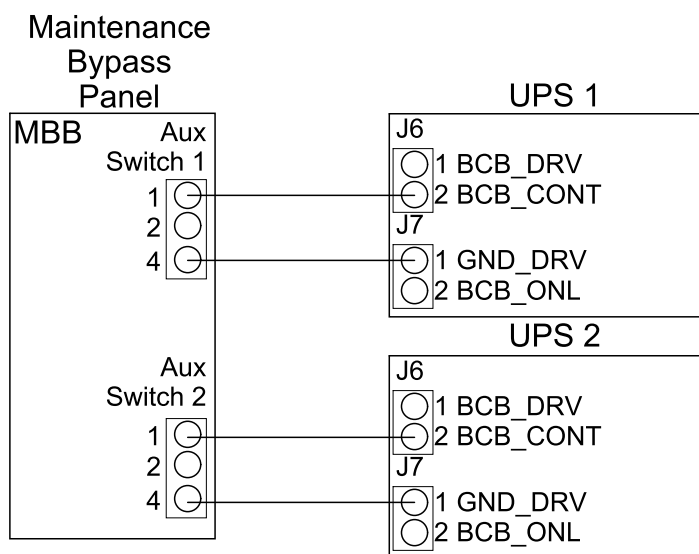 Maintenance
Bypass
Panel
MBB
Aux
Switch 1
1
2
4
Aux
Switch 2
1
2
4
UPS 1
J6
1 BCB_DRV
2 BCB_CONT
J7
1 GND_DRV
2 BCB_ONL
UPS 2
J6
1 BCB_DRV
2 BCB_CONT
J7
1 GND_DRV
2 BCB_ONL